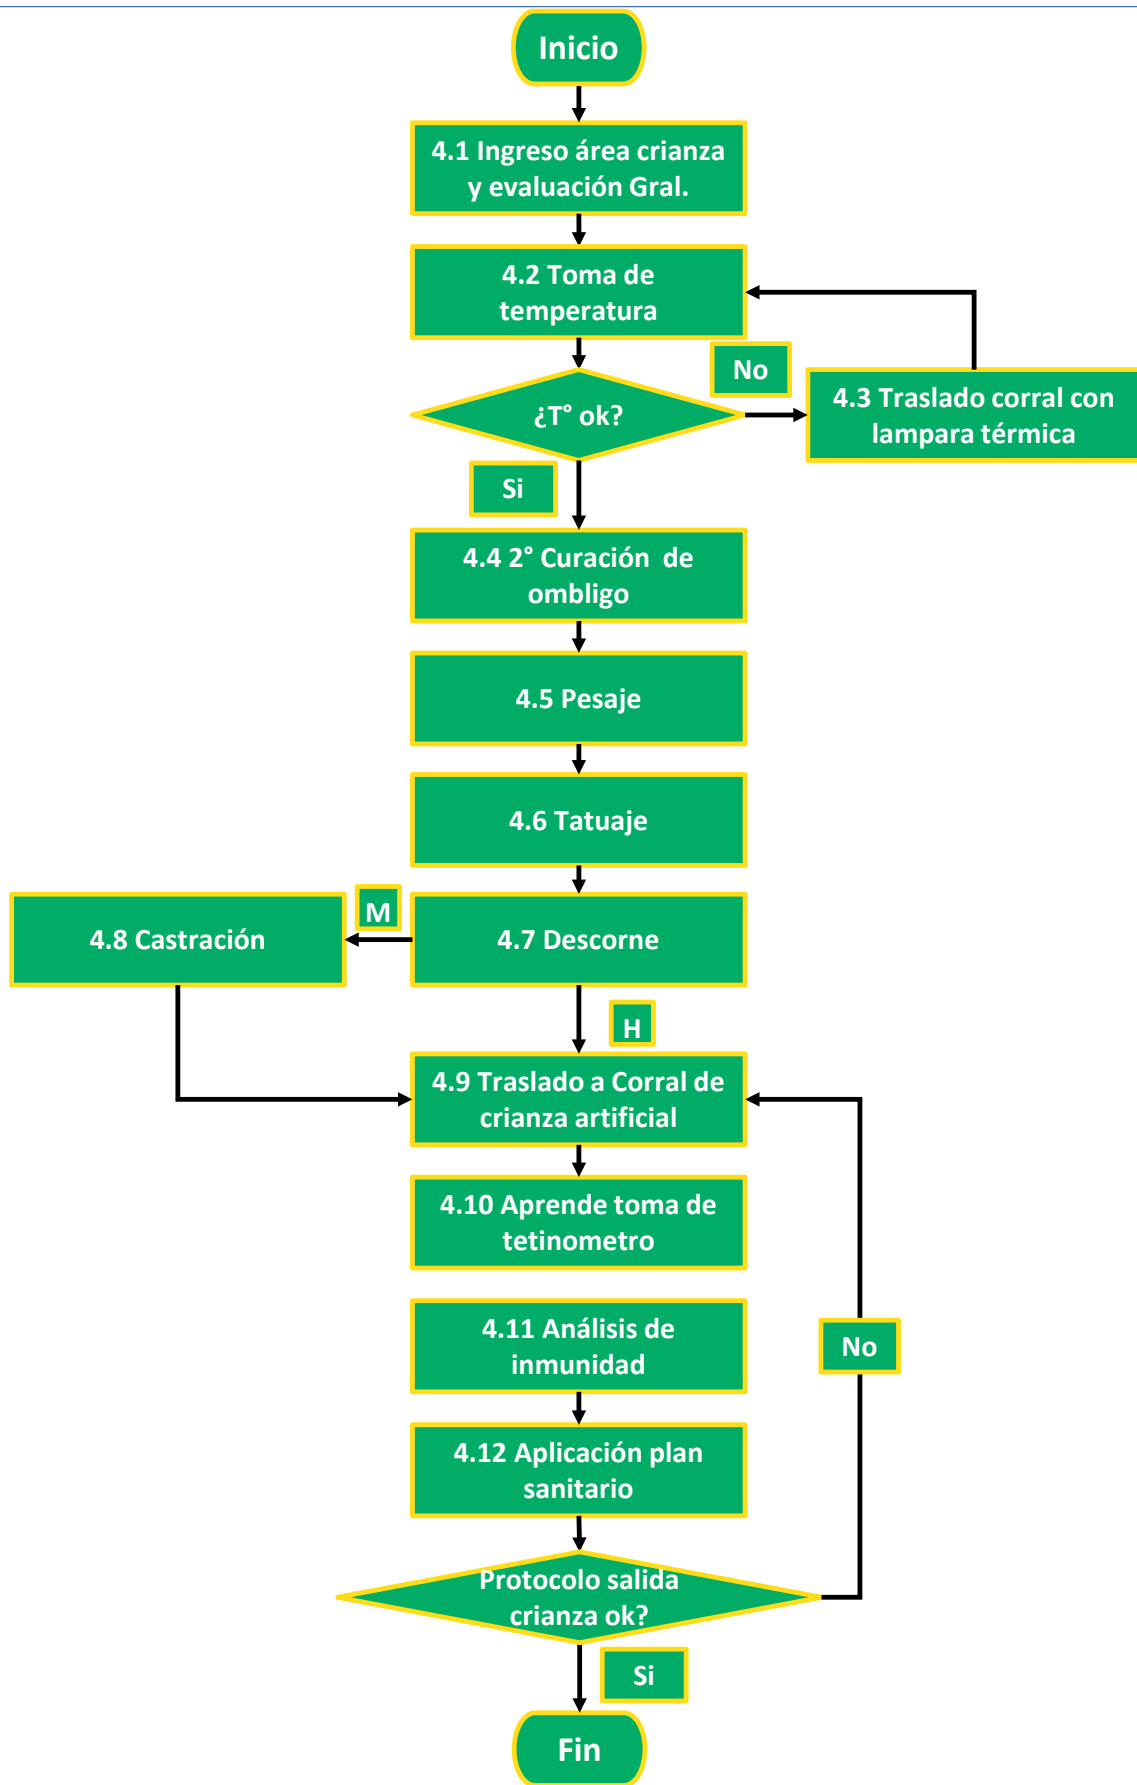 Inicio
4.1 Ingreso área crianza
y evaluación Gral.
4.2 Toma de
temperatura
No
¿T° ok?
4.3 Traslado corral con
lampara térmica
Si
4.4 2° Curación  de
ombligo
4.5 Pesaje
4.6 Tatuaje
M
4.8 Castración
4.7 Descorne
H
4.9 Traslado a Corral de
crianza artificial
4.10 Aprende toma de
tetinometro
4.11 Análisis de
inmunidad
No
4.12 Aplicación plan
sanitario
Protocolo salida
crianza ok?
Si
Fin